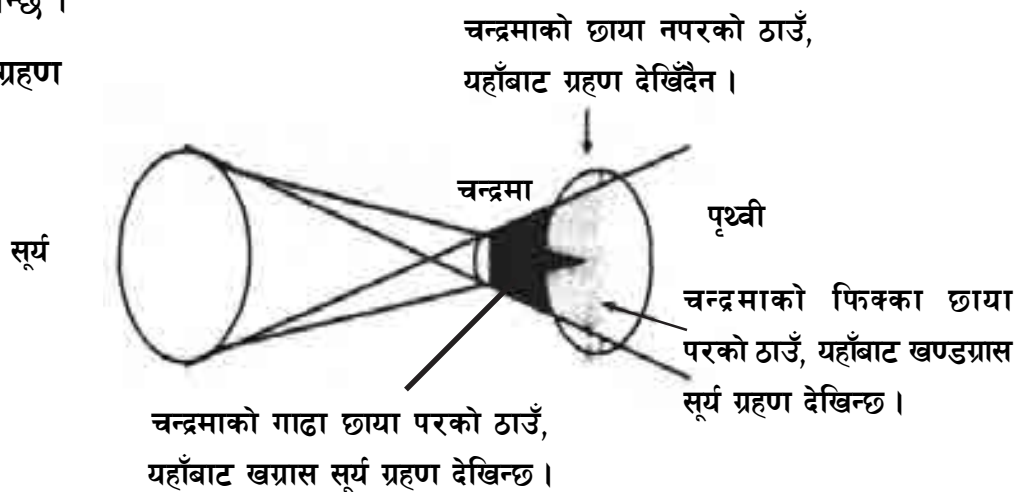 न्छ ।
ग्रहण
चन्द्रमाको छाया नपरको ठाउँ,
यहाँबाट ग्रहण देखिँदैन ।
चन्द्रमा
पृथ्वी
सूर्य
चन्द्रमाको फिक्का छाया
परको ठाउँ, यहाँबाट खण्डग्रास
सूर्य ग्रहण देखिन्छ ।
चन्द्रमाको गाढा छाया परको ठाउँ,
यहाँबाट खग्रास सूर्य ग्रहण देखिन्छ ।